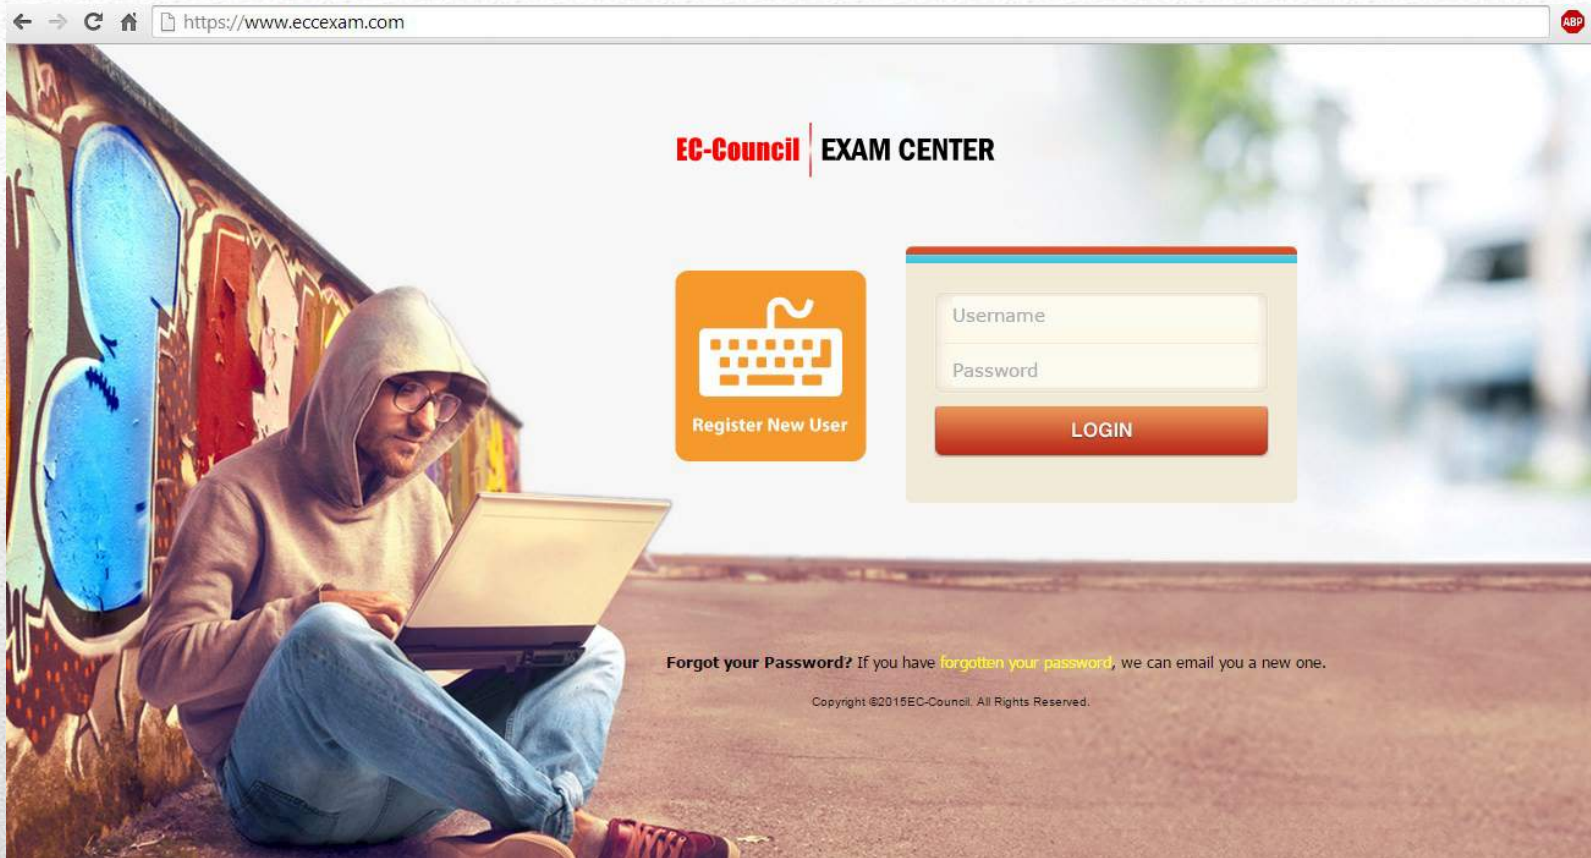 https://www.eccexam.com
ABP
EC-Council EXAM CENTER
Username
Password
LOGIN
Register New User
Forgot your Password? If you have forgotten your password, we can email you a new one.
Copyright ©2015EC-Council. All Rights Reserved.